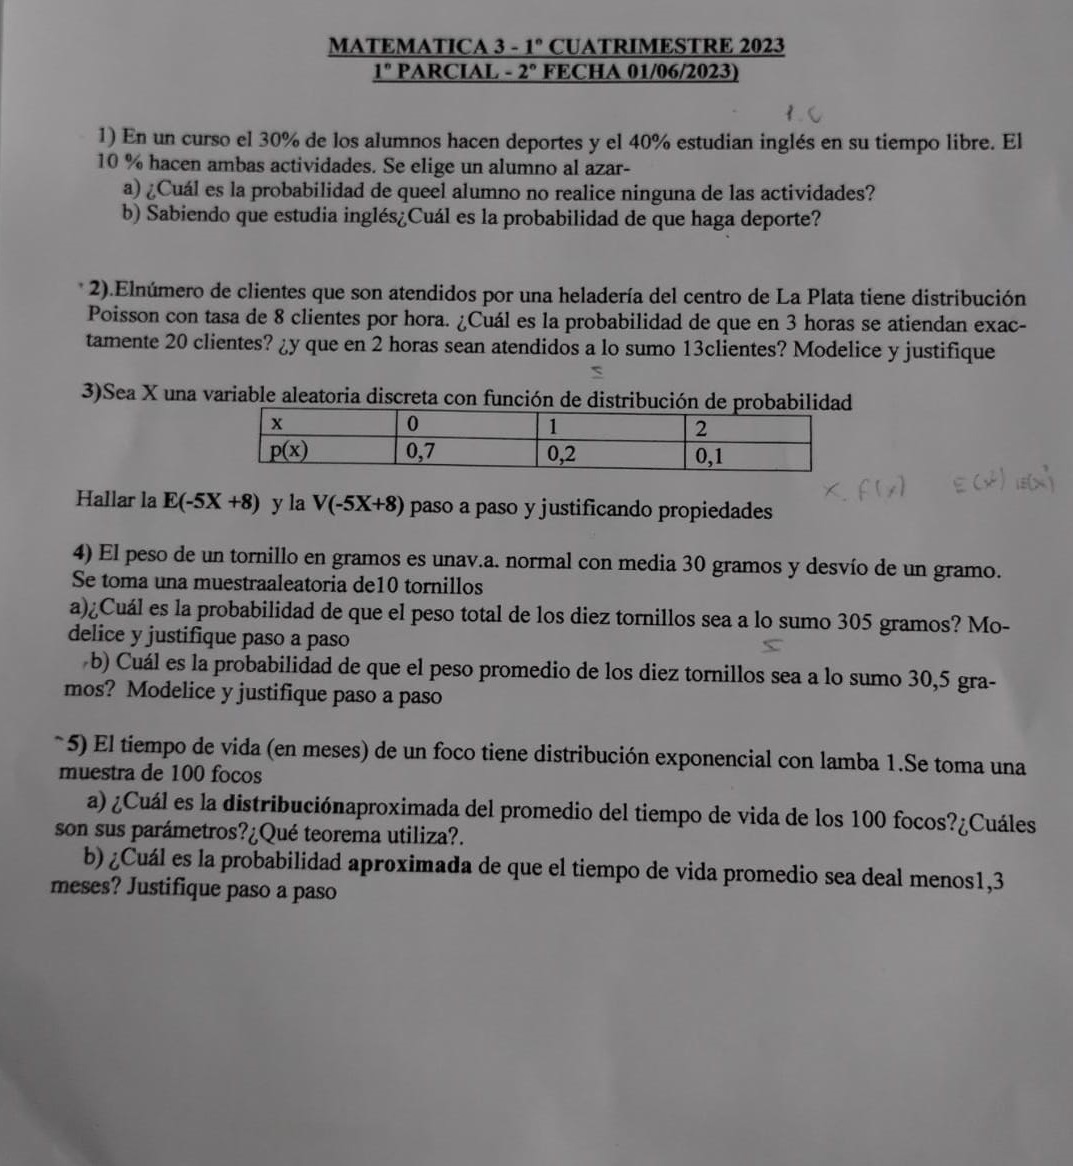 MATEMATICA 3 - 1° CUATRIMESTRE 2023
1° PARCIAL - 2° FECHA 01/06/2023)
1) En un curso el 30% de los alumnos hacen deportes y el 40% estudian inglés en su tiempo libre. El
10 % hacen ambas actividades. Se elige un alumno al azar-
a) ¿Cuál es la probabilidad de queel alumno no realice ninguna de las actividades?
b) Sabiendo que estudia inglés¿Cuál es la probabilidad de que haga deporte?
2).Elnúmero de clientes que son atendidos por una heladería del centro de La Plata tiene distribución
Poisson con tasa de 8 clientes por hora. ¿Cuál es la probabilidad de que en 3 horas se atiendan exac-
tamente 20 clientes? ¿y que en 2 horas sean atendidos a lo sumo 13clientes? Modelice y justifique
≤
3)Sea X una variable aleatoria discreta con función de distribución de probabilidad
x 0 1 2
p(x) 0,7 0,2 0,1
x. f(x) E(x²)
Hallar la E(-5X +8) y la V(-5X+8) paso a paso y justificando propiedades
4) El peso de un tornillo en gramos es unav.a. normal con media 30 gramos y desvío de un gramo.
Se toma una muestraaleatoria de10 tornillos
a)¿Cuál es la probabilidad de que el peso total de los diez tornillos sea a lo sumo 305 gramos? Mo-
delice y justifique paso a paso
≤
b) Cuál es la probabilidad de que el peso promedio de los diez tornillos sea a lo sumo 30,5 gra-
mos? Modelice y justifique paso a paso
5) El tiempo de vida (en meses) de un foco tiene distribución exponencial con lamba 1.Se toma una
muestra de 100 focos
a) ¿Cuál es la distribuciónaproximada del promedio del tiempo de vida de los 100 focos?¿Cuáles
son sus parámetros?¿Qué teorema utiliza?.
b) ¿Cuál es la probabilidad aproximada de que el tiempo de vida promedio sea deal menos1,3
meses? Justifique paso a paso